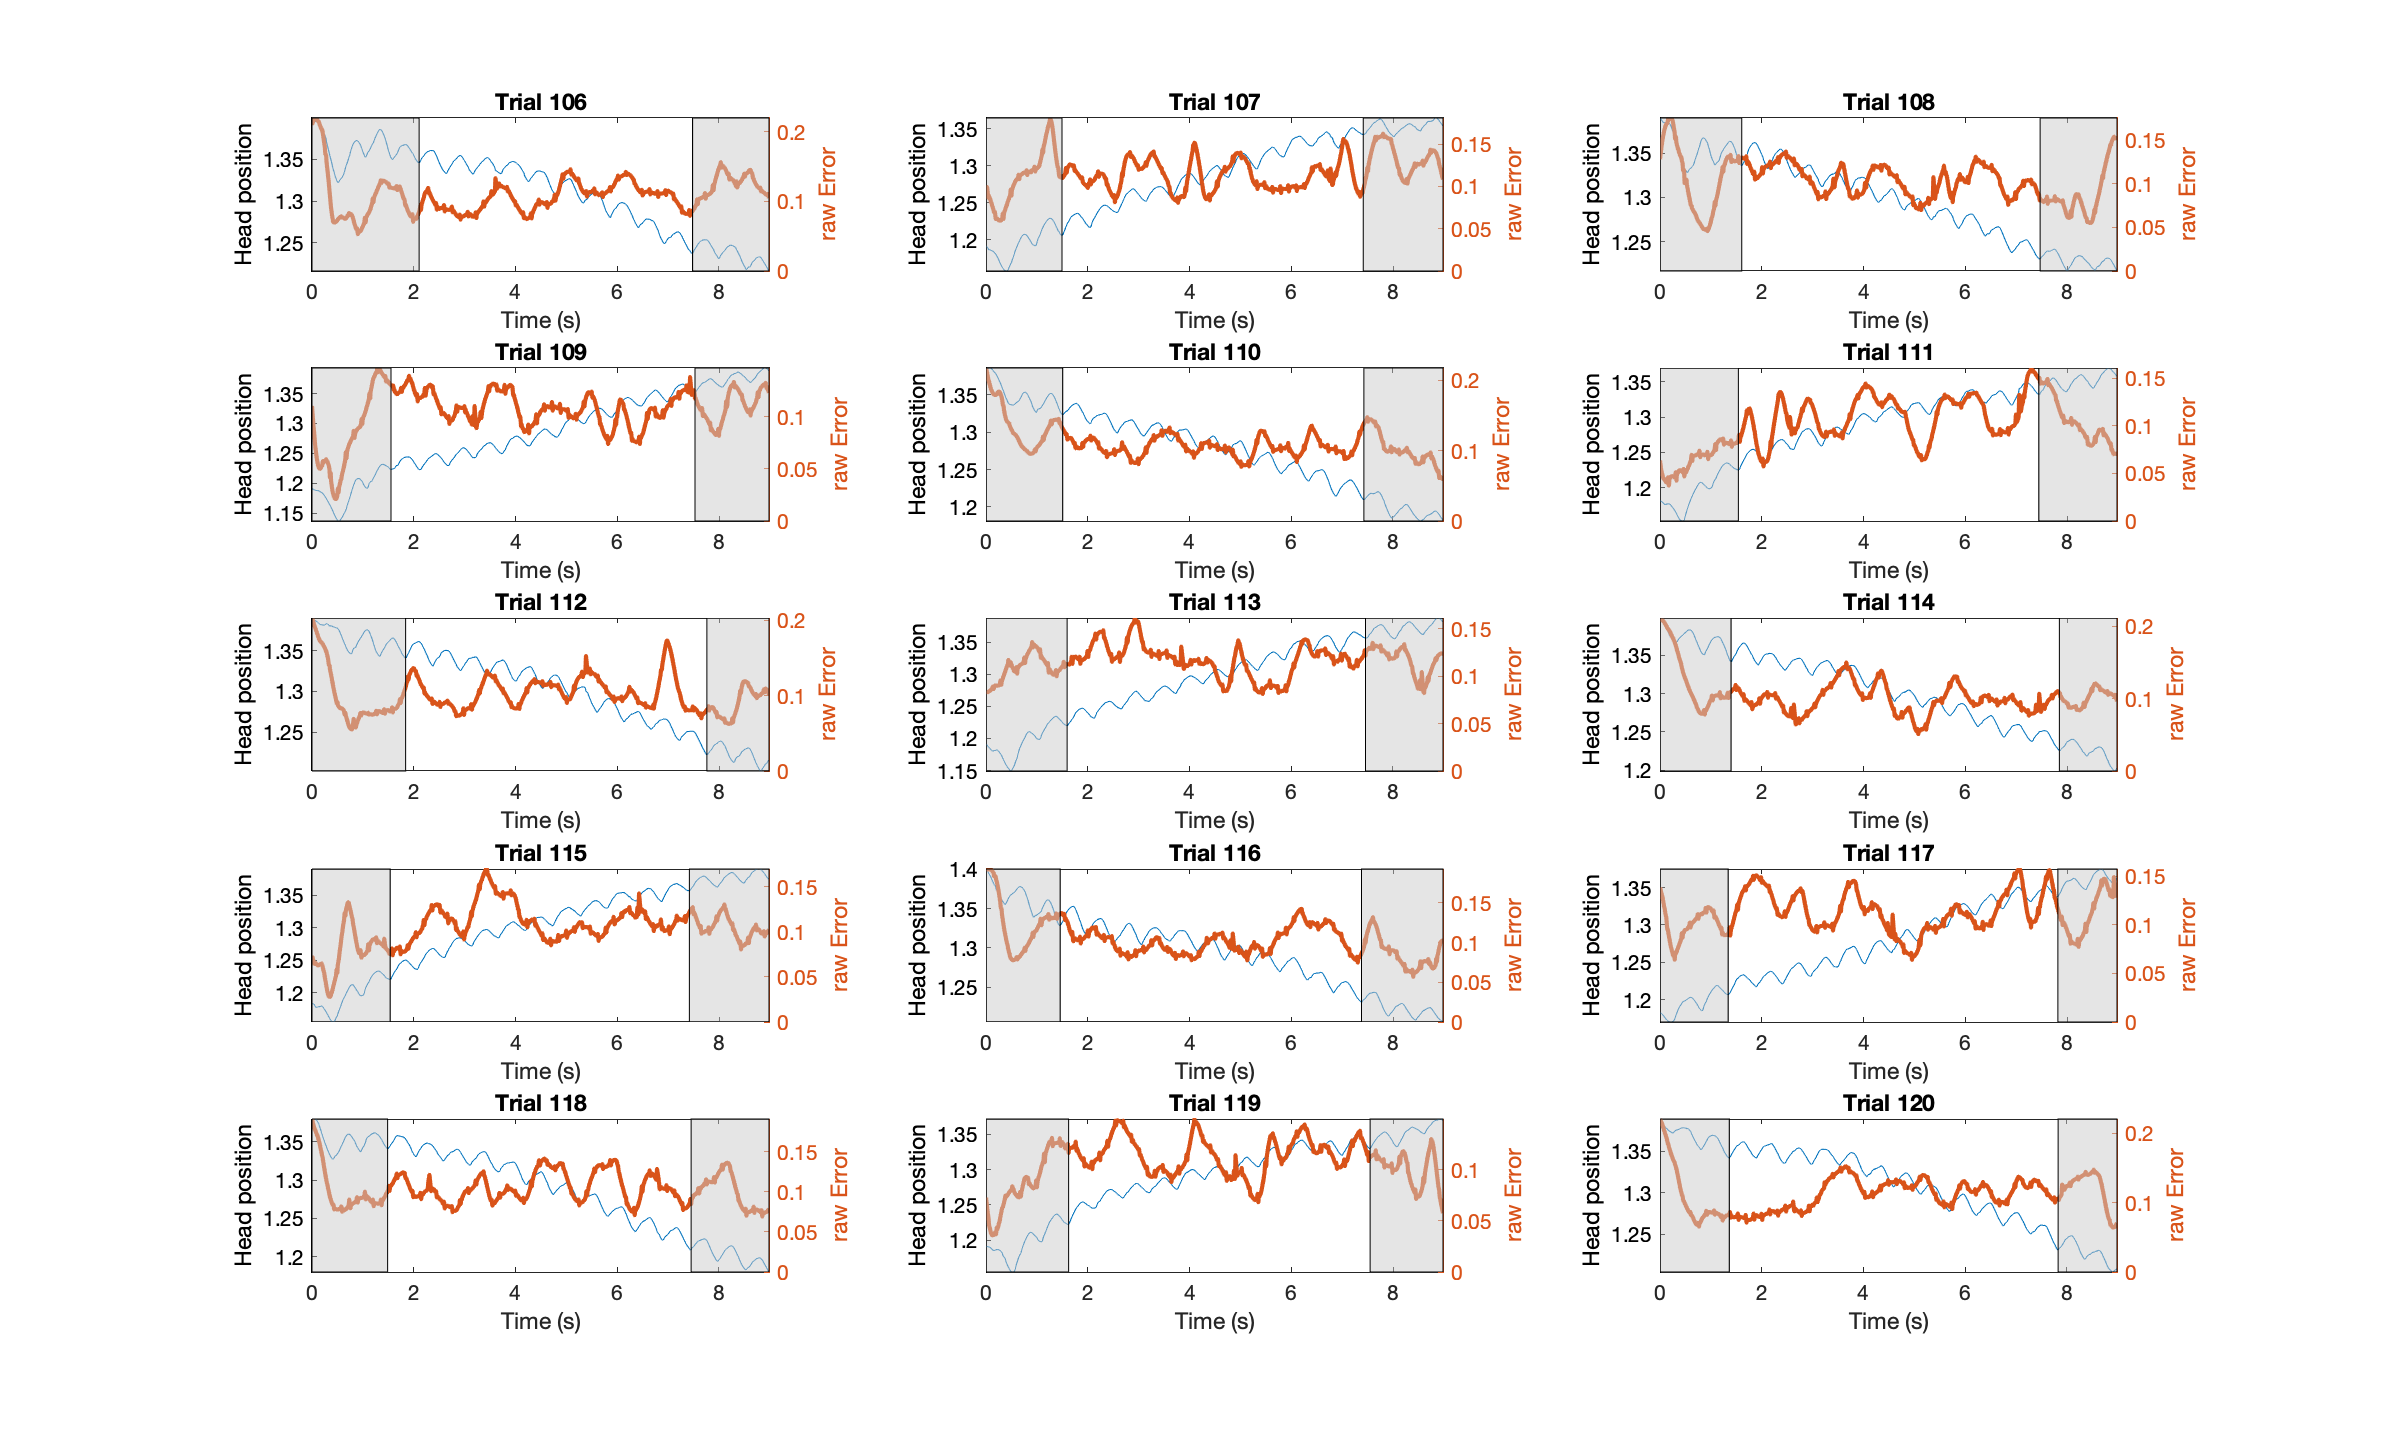 Trial 106
Head position
1.35
1.3
1.25
0.2
0.1
0
raw Error
0 2 4 6 8
Time (s)
Trial 107
Head position
1.35
1.3
1.25
1.2
0.15
0.1
0.05
0
raw Error
0 2 4 6 8
Time (s)
Trial 108
Head position
1.35
1.3
1.25
0.15
0.1
0.05
0
raw Error
0 2 4 6 8
Time (s)
Trial 109
Head position
1.35
1.3
1.25
1.2
1.15
0.1
0.05
0
raw Error
0 2 4 6 8
Time (s)
Trial 110
Head position
1.35
1.3
1.25
1.2
0.2
0.1
0
raw Error
0 2 4 6 8
Time (s)
Trial 111
Head position
1.35
1.3
1.25
1.2
0.15
0.1
0.05
0
raw Error
0 2 4 6 8
Time (s)
Trial 112
Head position
1.35
1.3
1.25
0.2
0.1
0
raw Error
0 2 4 6 8
Time (s)
Trial 113
Head position
1.35
1.3
1.25
1.2
1.15
0.15
0.1
0.05
0
raw Error
0 2 4 6 8
Time (s)
Trial 114
Head position
1.35
1.3
1.25
1.2
0.2
0.1
0
raw Error
0 2 4 6 8
Time (s)
Trial 115
Head position
1.35
1.3
1.25
1.2
0.15
0.1
0.05
0
raw Error
0 2 4 6 8
Time (s)
Trial 116
Head position
1.4
1.35
1.3
1.25
0.15
0.1
0.05
0
raw Error
0 2 4 6 8
Time (s)
Trial 117
Head position
1.35
1.3
1.25
1.2
0.15
0.1
0.05
0
raw Error
0 2 4 6 8
Time (s)
Trial 118
Head position
1.35
1.3
1.25
1.2
0.15
0.1
0.05
0
raw Error
0 2 4 6 8
Time (s)
Trial 119
Head position
1.35
1.3
1.25
1.2
0.1
0.05
0
raw Error
0 2 4 6 8
Time (s)
Trial 120
Head position
1.35
1.3
1.25
0.2
0.1
0
raw Error
0 2 4 6 8
Time (s)